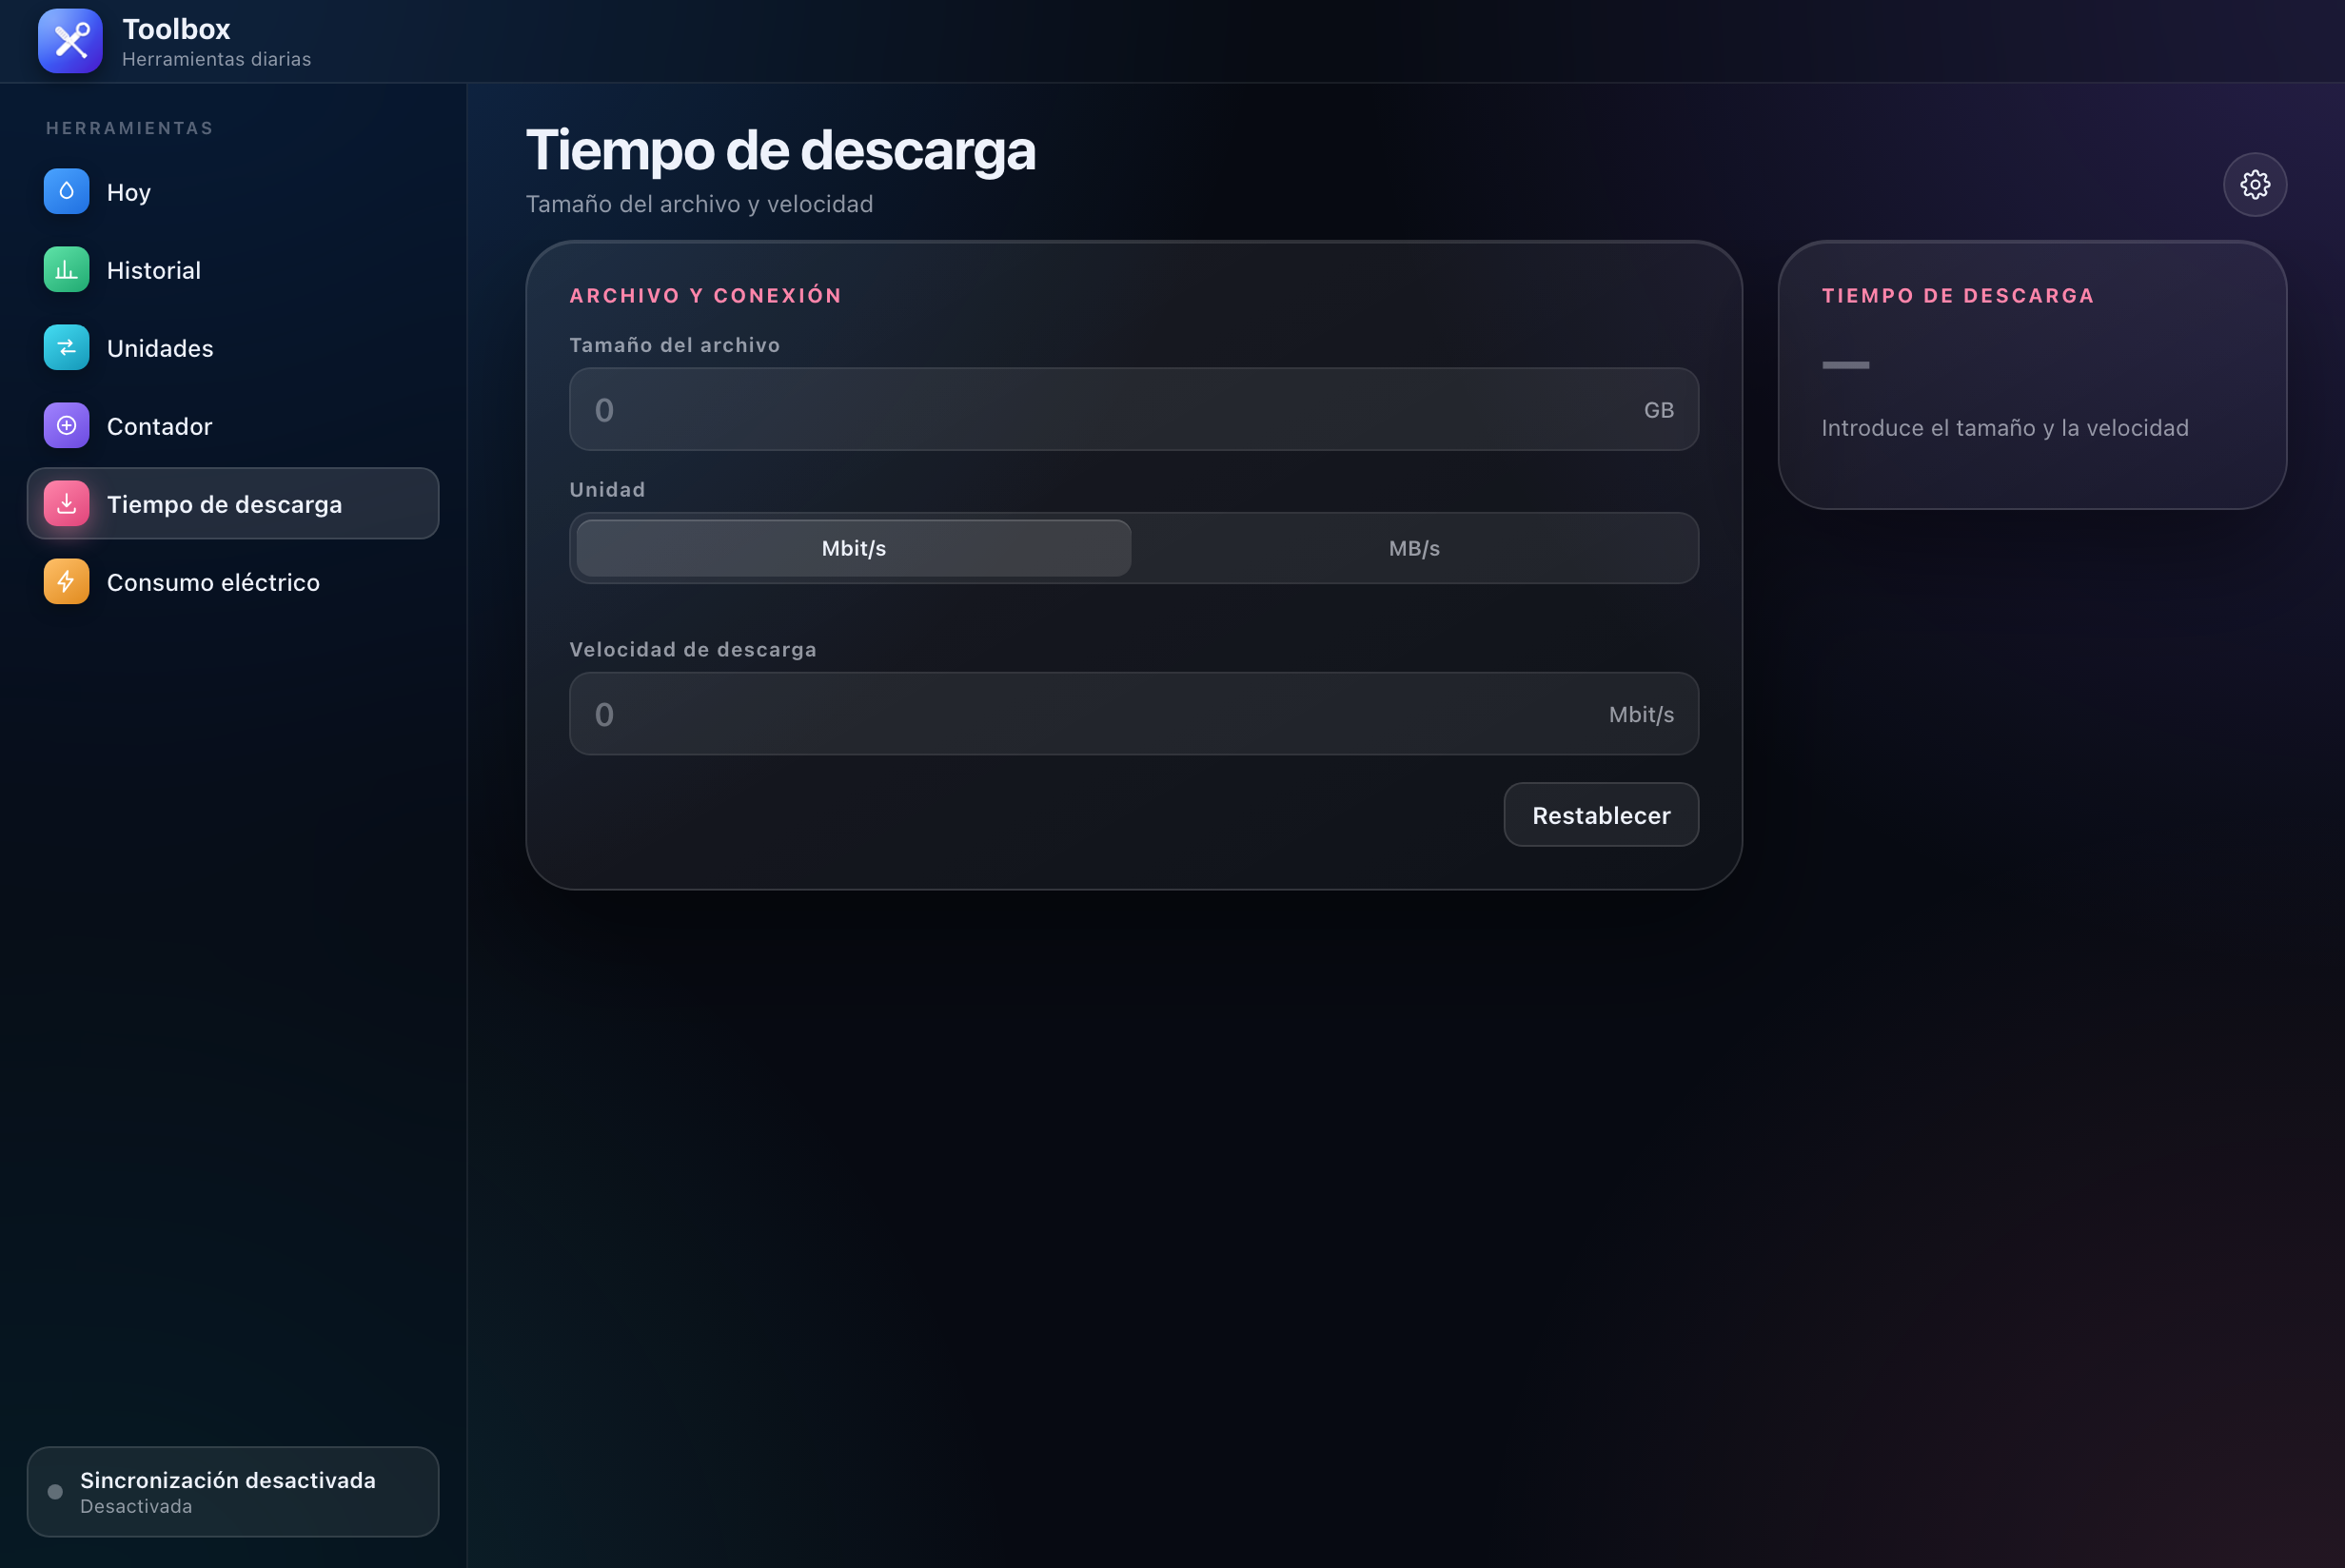 Toolbox
Herramientas diarias
HERRAMIENTAS
Hoy
Historial
Unidades
Contador
Tiempo de descarga
Consumo eléctrico
Sincronización desactivada
Desactivada
Tiempo de descarga
Tamaño del archivo y velocidad
ARCHIVO Y CONEXIÓN
Tamaño del archivo
0 GB
Unidad
Mbit/s MB/s
Velocidad de descarga
0 Mbit/s
Restablecer
TIEMPO DE DESCARGA
—
Introduce el tamaño y la velocidad